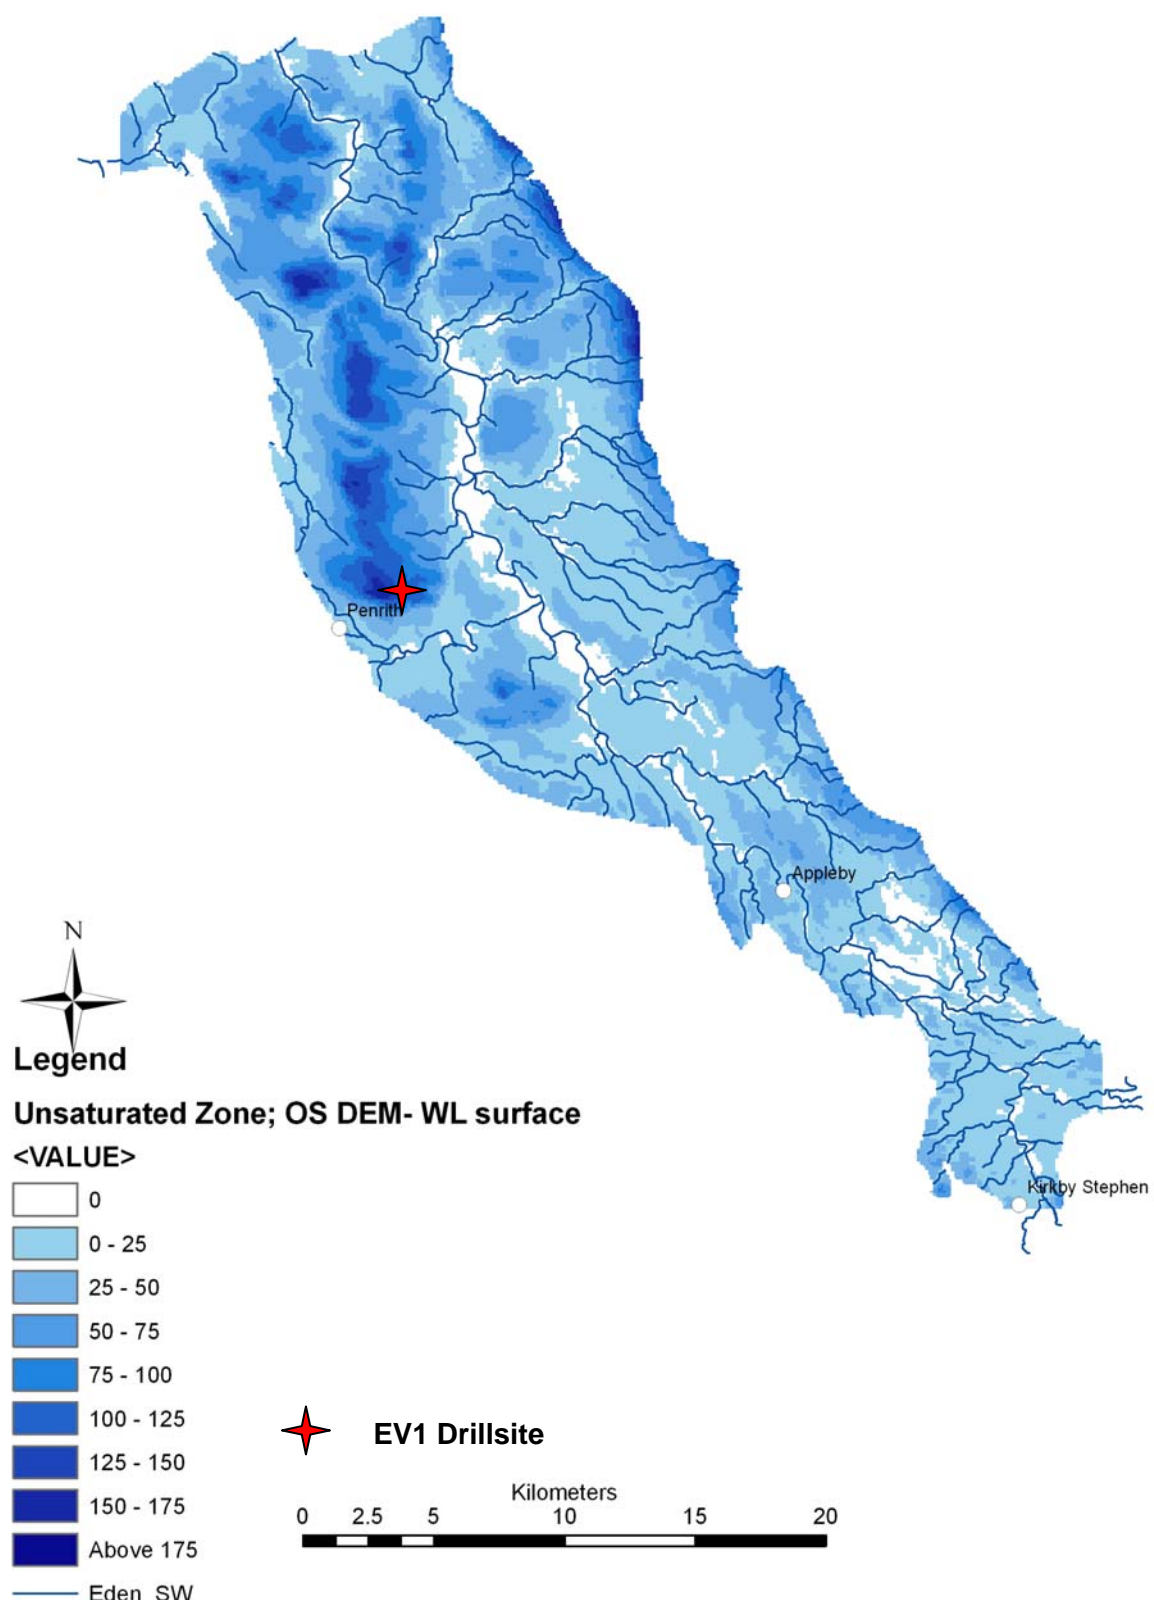 Penrith
Appleby
Kirkby Stephen
N
Legend
Unsaturated Zone; OS DEM- WL surface
<VALUE>
0
0 - 25
25 - 50
50 - 75
75 - 100
100 - 125
125 - 150
150 - 175
Above 175
Eden_SW
EV1 Drillsite
Kilometers
0 2.5 5 10 15 20